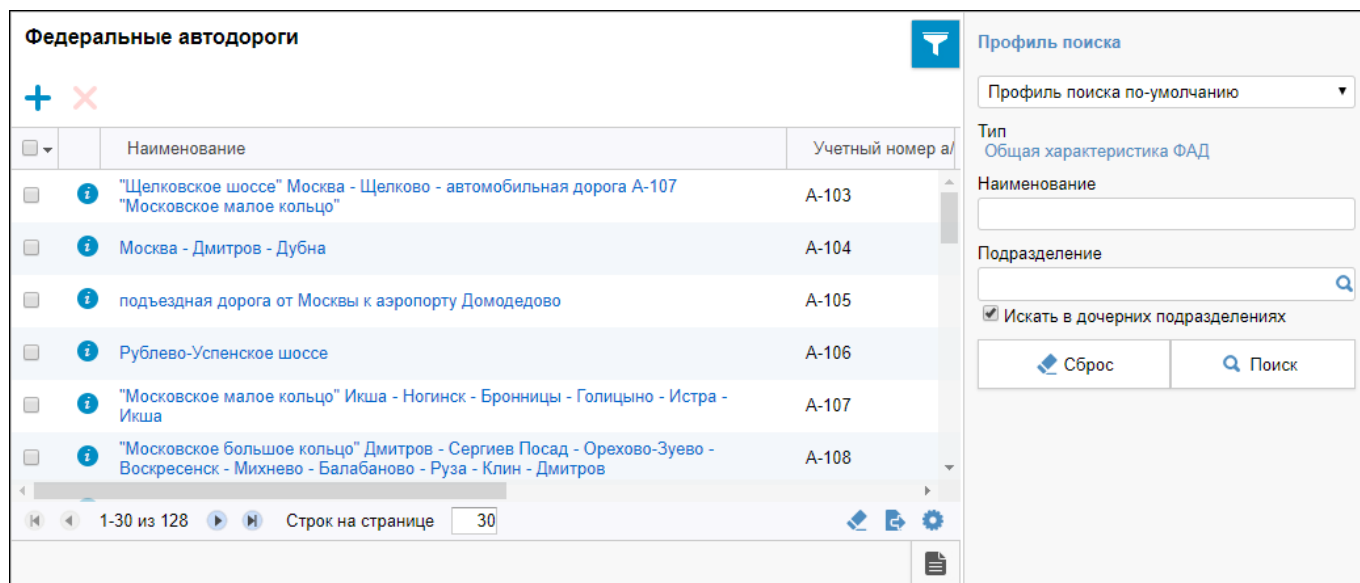 Федеральные автодороги
Наименование
Учетный номер а/
"Щелковское шоссе" Москва - Щелково - автомобильная дорога А-107
"Московское малое кольцо"
А-103
Москва - Дмитров - Дубна
А-104
подъездная дорога от Москвы к аэропорту Домодедово
А-105
Рублево-Успенское шоссе
А-106
"Московское малое кольцо" Икша - Ногинск - Бронницы - Голицыно - Истра -
Икша
А-107
"Московское большое кольцо" Дмитров - Сергиев Посад - Орехово-Зуево -
Воскресенск - Михнево - Балабаново - Руза - Клин - Дмитров
А-108
1-30 из 128
Строк на странице
30
Профиль поиска
Профиль поиска по-умолчанию
Тип
Общая характеристика ФАД
Наименование
Подразделение
Искать в дочерних подразделениях
Сброс
Поиск